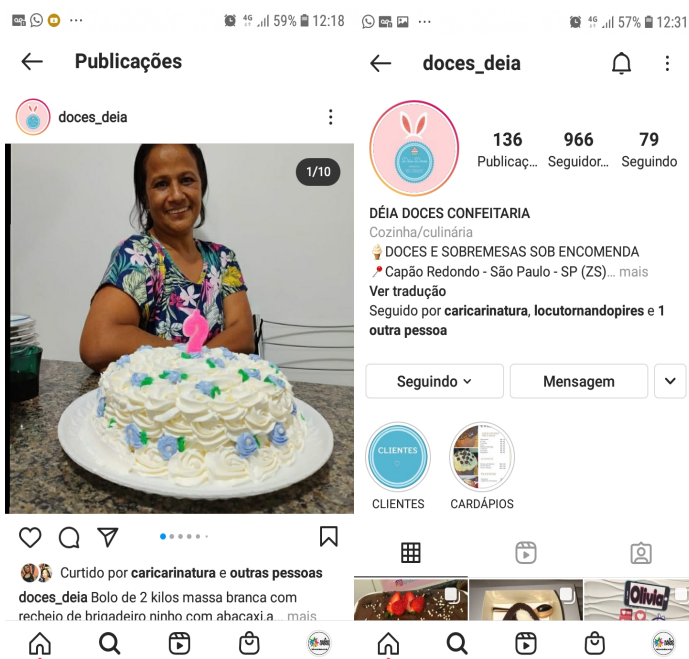 59% 12:18
Publicações
doces_deia
1/10
Curtido por caricarinatura e outras pessoas
doces_deia Bolo de 2 kilos massa branca com
recheio de brigadeiro ninho com abacaxi,a... mais
4G 57% 12:31
doces_deia
136 966 79
Publicaç... Seguidor... Seguindo
DÉIA DOCES CONFEITARIA
Cozinha/culinária
DOCES E SOBREMESAS SOB ENCOMENDA
Capão Redondo - São Paulo - SP (ZS)... mais
Ver tradução
Seguido por caricarinatura, locutornandopires e 1
outra pessoa
Seguindo Mensagem
CLIENTES
CLIENTES CARDÁPIOS
Olivia